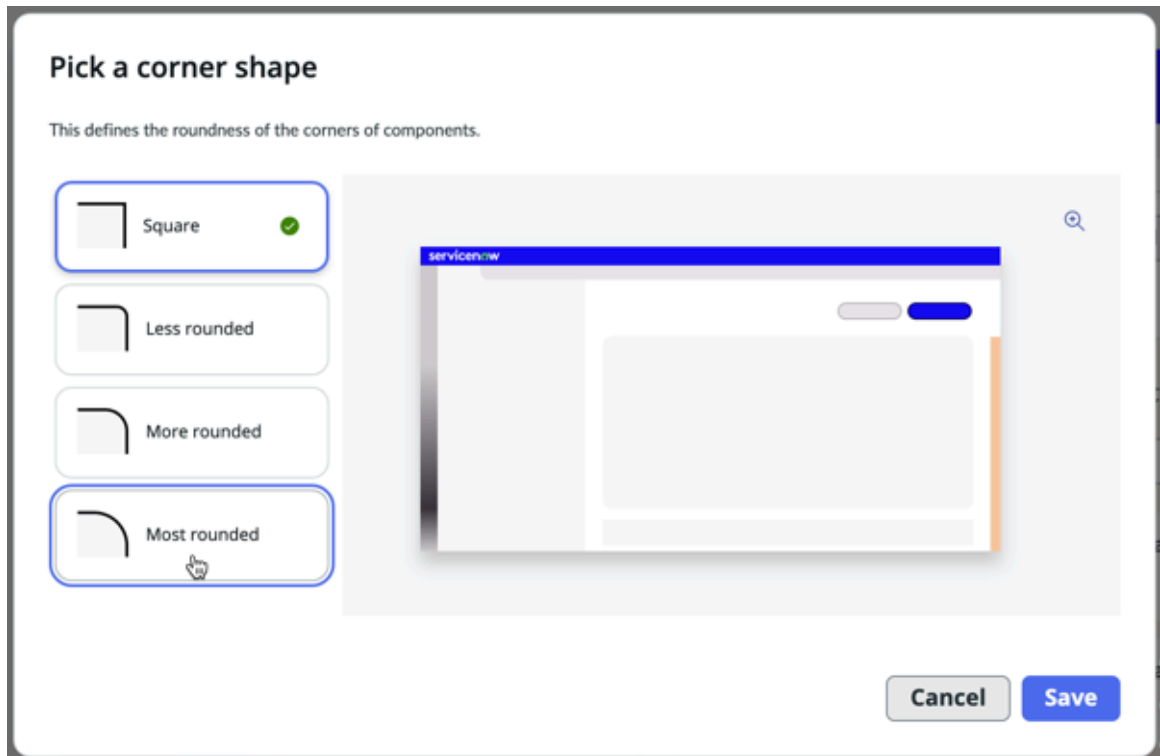 Pick a corner shape
This defines the roundness of the corners of components.
Square
Less rounded
More rounded
Most rounded
servicenow
Cancel
Save